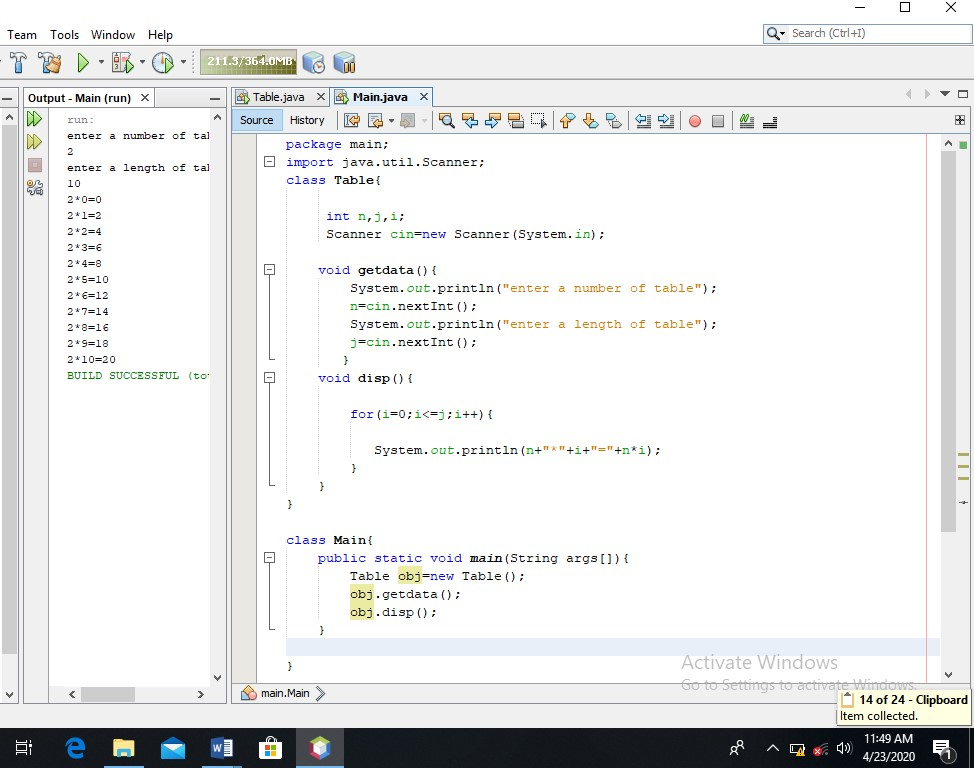 Team Tools Window Help
Search (Ctrl+I)
211.3/364.0MB
Output - Main (run)
run:
enter a number of tal
2
enter a length of tal
10
2*0=0
2*1=2
2*2=4
2*3=6
2*4=8
2*5=10
2*6=12
2*7=14
2*8=16
2*9=18
2*10=20
BUILD SUCCESSFUL (to
Table.java Main.java
Source History
package main;
import java.util.Scanner;
class Table{
int n,j,i;
Scanner cin=new Scanner(System.in);
void getdata(){
System.out.println("enter a number of table");
n=cin.nextInt();
System.out.println("enter a length of table");
j=cin.nextInt();
}
void disp(){
for(i=0;i<=j;i++){
System.out.println(n+"*"+i+"="+n*i);
}
}
}
class Main{
public static void main(String args[]){
Table obj=new Table();
obj.getdata();
obj.disp();
}
}
main.Main
Activate Windows
Go to Settings to activate Windows.
14 of 24 - Clipboard
Item collected.
11:49 AM
4/23/2020
1